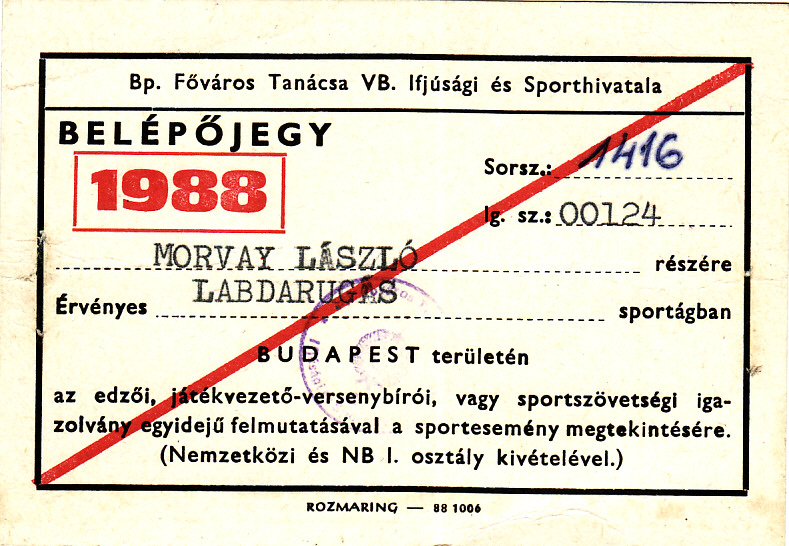 Bp. Főváros Tanácsa VB. Ifjúsági és Sporthivatala
BELÉPŐJEGY
1988
Sorsz.: 1416
Ig. sz.: 00124
MORVAY LÁSZLÓ részére
LABDARUGÁS
Érvényes sportágban
BUDAPEST területén
az edzői, játékvezető-versenybírói, vagy sportszövetségi iga-
zolvány egyidejű felmutatásával a sportesemény megtekintésére.
(Nemzetközi és NB I. osztály kivételével.)
ROZMARING — 88 1006